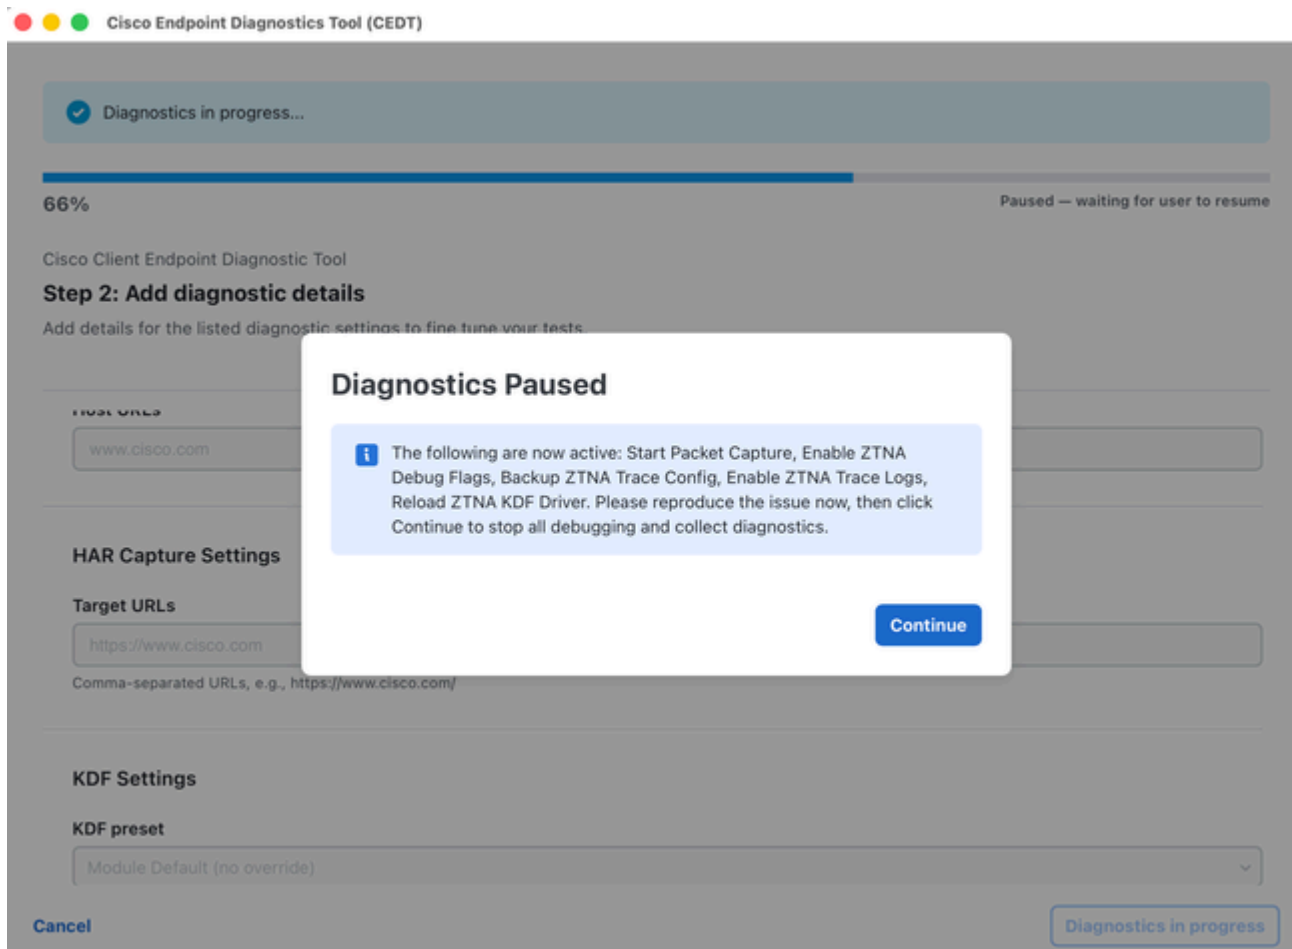 Cisco Endpoint Diagnostics Tool (CEDT)
Diagnostics in progress...
66%
Paused — waiting for user to resume
Cisco Client Endpoint Diagnostic Tool
Step 2: Add diagnostic details
Add details for the listed diagnostic settings to fine tune your tests.
Diagnostics Paused
The following are now active: Start Packet Capture, Enable ZTNA
Debug Flags, Backup ZTNA Trace Config, Enable ZTNA Trace Logs,
Reload ZTNA KDF Driver. Please reproduce the issue now, then click
Continue to stop all debugging and collect diagnostics.
Continue
Host URLs
www.cisco.com
HAR Capture Settings
Target URLs
https://www.cisco.com
Comma-separated URLs, e.g., https://www.cisco.com/
KDF Settings
KDF preset
Module Default (no override)
Cancel
Diagnostics in progress